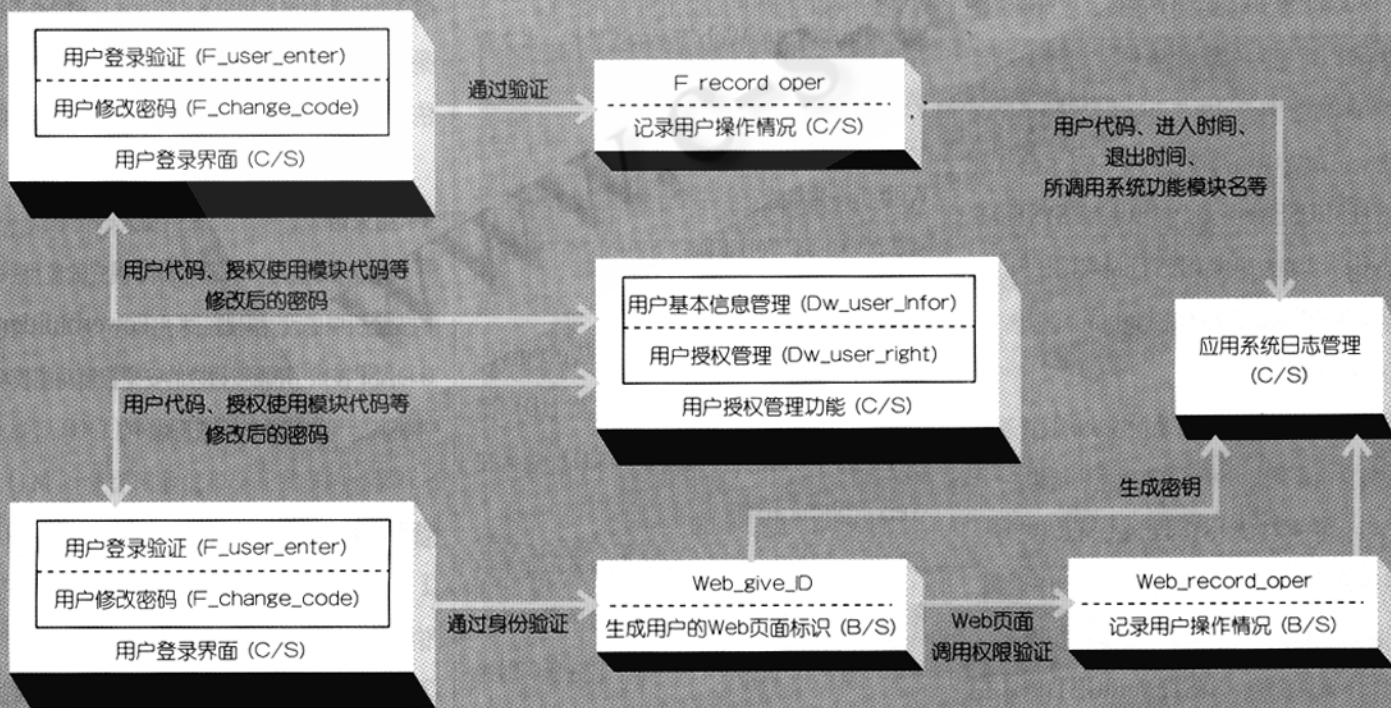 用户登录验证 (F_user_enter)
用户修改密码 (F_change_code)
用户登录界面 (C/S)
通过验证
F_record_oper
记录用户操作情况 (C/S)
用户代码、进入时间、
退出时间、
所调用系统功能模块名等
用户代码、授权使用模块代码等
修改后的密码
用户基本信息管理 (Dw_user_Infor)
用户授权管理 (Dw_user_right)
用户授权管理功能 (C/S)
应用系统日志管理
(C/S)
用户代码、授权使用模块代码等
修改后的密码
生成密钥
用户登录验证 (F_user_enter)
用户修改密码 (F_change_code)
用户登录界面 (C/S)
通过身份验证
Web_give_ID
生成用户的Web页面标识 (B/S)
Web页面
调用权限验证
Web_record_oper
记录用户操作情况 (B/S)